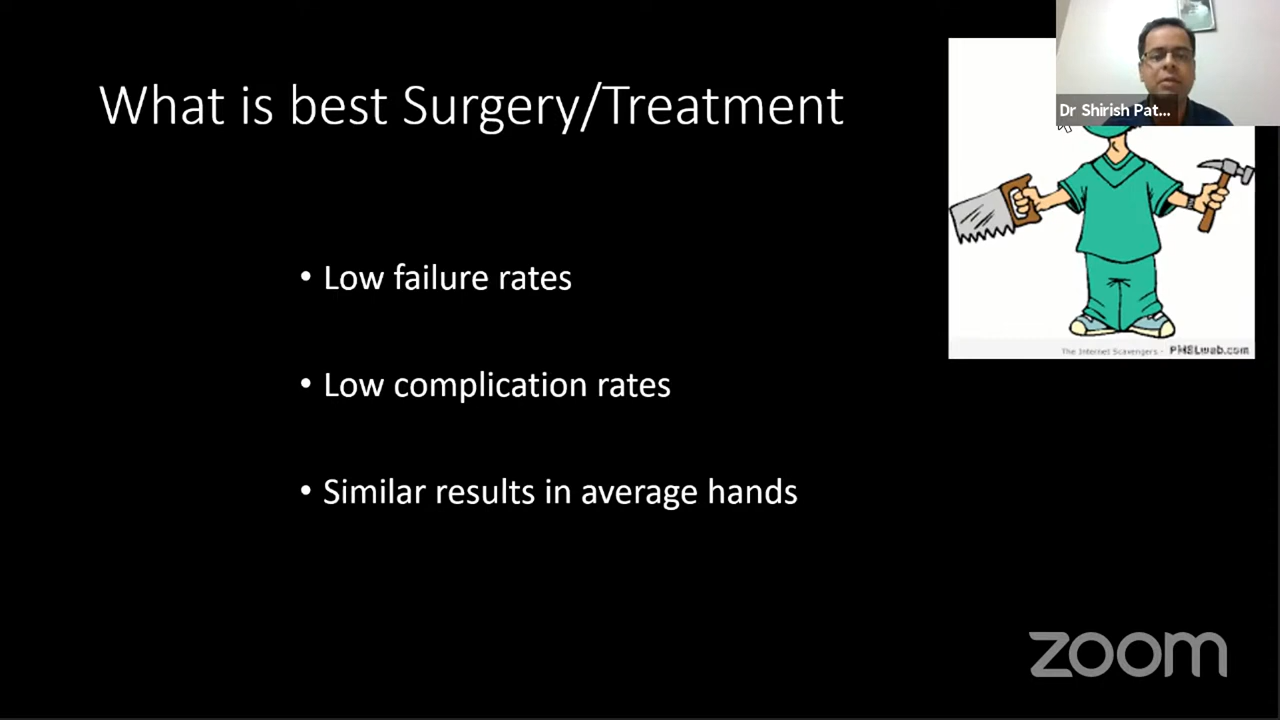 What is best Surgery/Treatment
Dr Shirish Pat...
• Low failure rates
• Low complication rates
• Similar results in average hands
The Internet Scavengers - PMSLweb.com
zoom